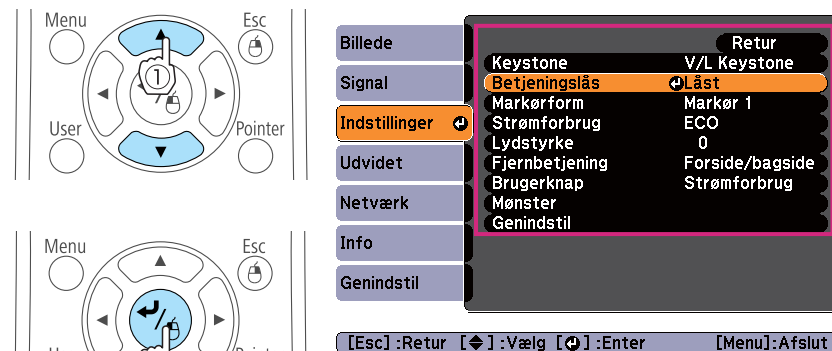 Menu
Esc
1
User
Pointer
Menu
Esc
Billede
Signal
Indstillinger
Udvidet
Netværk
Info
Genindstil
Retur
Keystone V/L Keystone
Betjeningslås Låst
Markørform Markør 1
Strømforbrug ECO
Lydstyrke 0
Fjernbetjening Forside/bagside
Brugerknap Strømforbrug
Mønster
Genindstil
[Esc] :Retur [ ] :Vælg [ ] :Enter [Menu]:Afslut